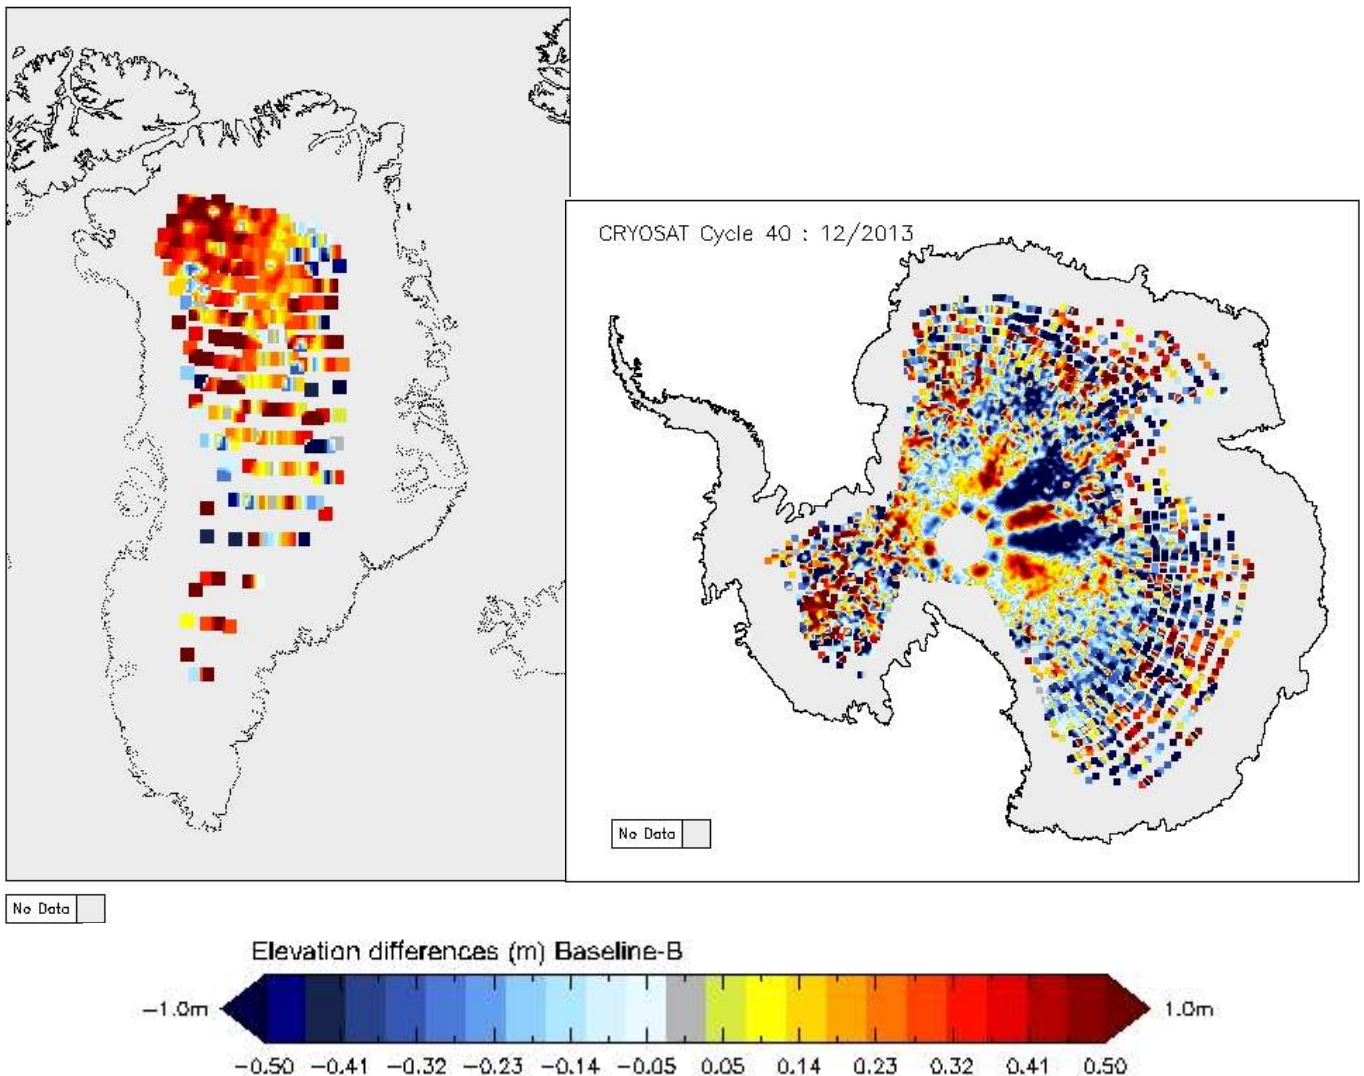 CRYOSAT Cycle 40 : 12/2013
No Data
No Data
Elevation differences (m) Baseline-B
−1.0m
1.0m
−0.50 −0.41 −0.32 −0.23 −0.14 −0.05 0.05 0.14 0.23 0.32 0.41 0.50